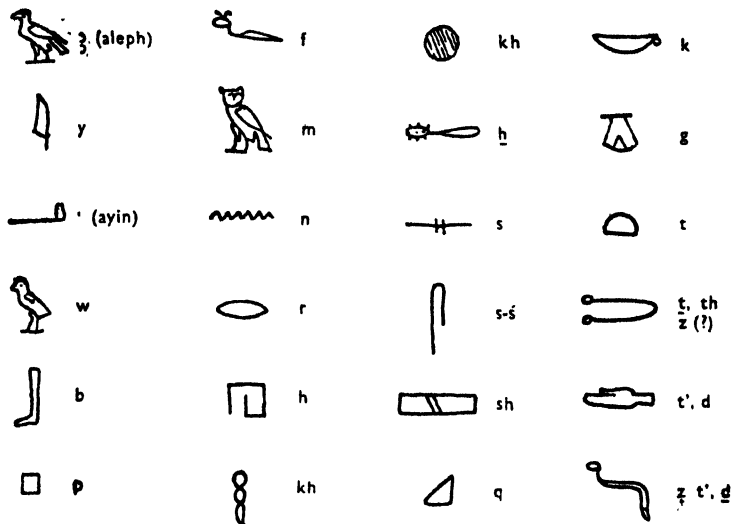 𓄿 ꜣ (aleph)
𓇋 y
𓂝 ' (ayin)
𓅱 w
𓃀 b
𓊪 p
𓆑 f
𓅓 m
𓈖 n
𓂋 r
𓉔 h
𓎛 kh
𓐍 kh
𓄡 ẖ
𓊃 s
𓋴 s-ś
𓈙 sh
𓈎 q
𓎡 k
𓎼 g
𓏏 t
𓍿 ṯ, th
z (?)
𓂧 t', d
𓆓 ẓ t', ḏ